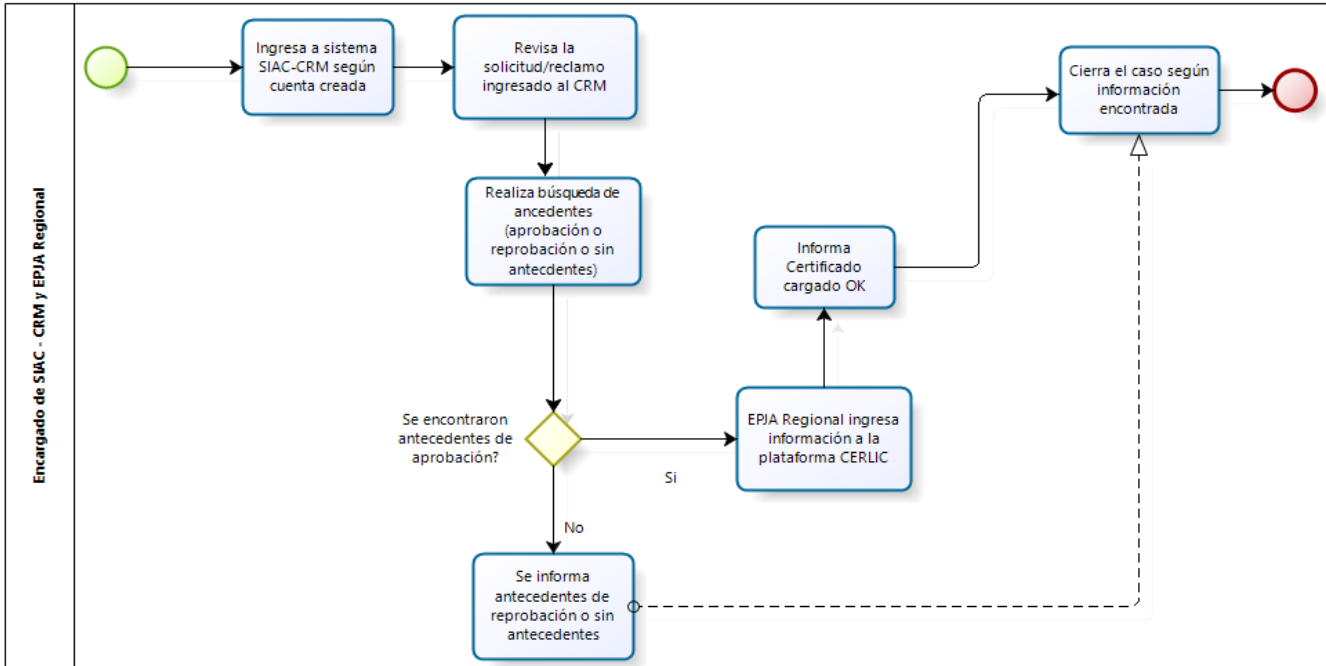 Encargado de SIAC - CRM y EPJA Regional
Ingresa a sistema
SIAC-CRM según
cuenta creada
Revisa la
solicitud/reclamo
ingresado al CRM
Realiza búsqueda de
ancedentes
(aprobación o
reprobación o sin
antecdentes)
Se encontraron
antecedentes de
aprobación?
Si
No
EPJA Regional ingresa
información a la
plataforma CERLIC
Informa
Certificado
cargado OK
Se informa
antecedentes de
reprobación o sin
antecedentes
Cierra el caso según
información
encontrada